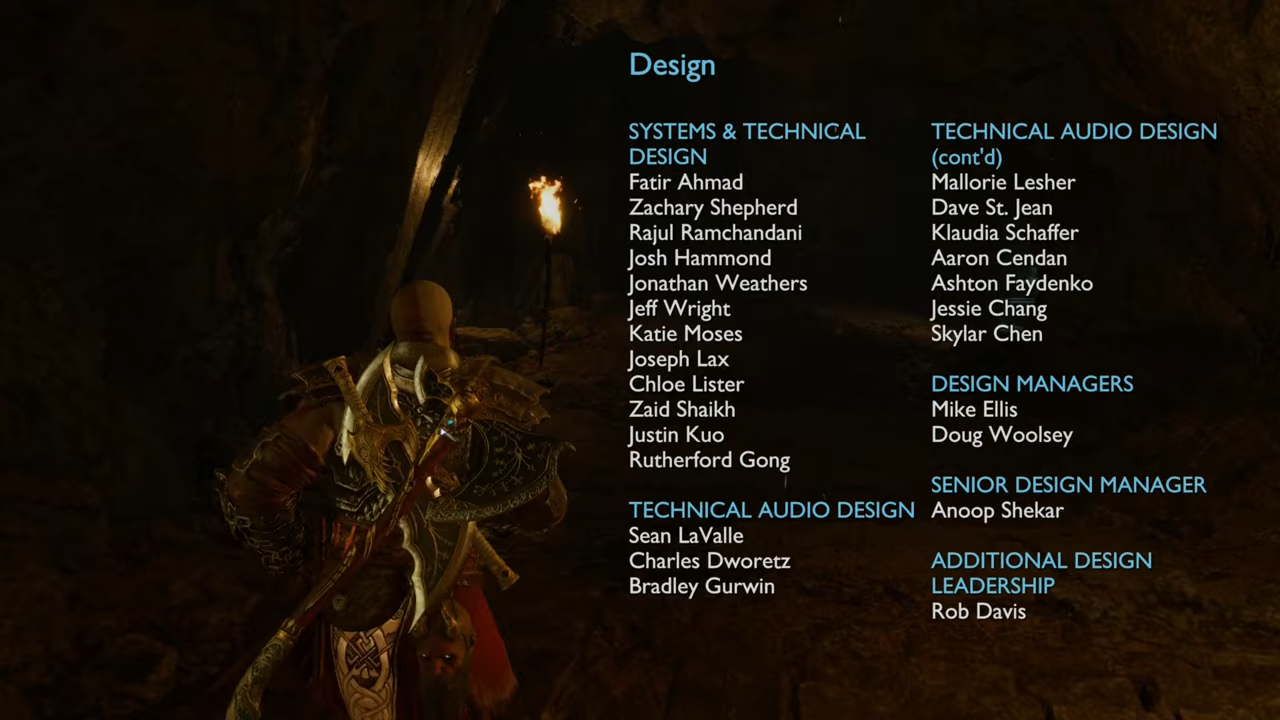 Design
SYSTEMS & TECHNICAL
DESIGN
Fatir Ahmad
Zachary Shepherd
Rajul Ramchandani
Josh Hammond
Jonathan Weathers
Jeff Wright
Katie Moses
Joseph Lax
Chloe Lister
Zaid Shaikh
Justin Kuo
Rutherford Gong
TECHNICAL AUDIO DESIGN
Sean LaValle
Charles Dworetz
Bradley Gurwin
TECHNICAL AUDIO DESIGN
(cont'd)
Mallorie Lesher
Dave St. Jean
Klaudia Schaffer
Aaron Cendan
Ashton Faydenko
Jessie Chang
Skylar Chen
DESIGN MANAGERS
Mike Ellis
Doug Woolsey
SENIOR DESIGN MANAGER
Anoop Shekar
ADDITIONAL DESIGN
LEADERSHIP
Rob Davis